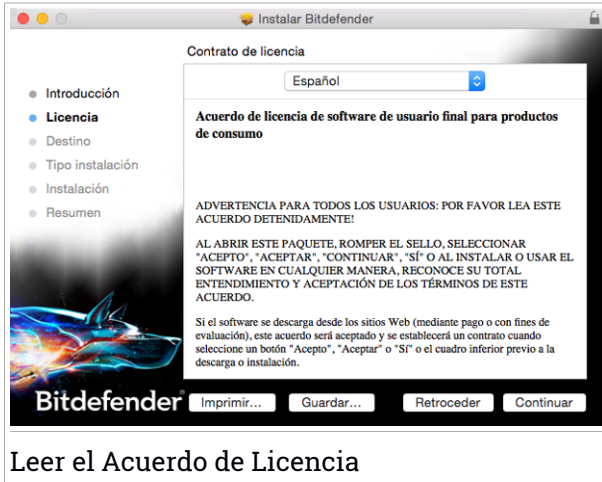 Instalar Bitdefender
Contrato de licencia
Español
Introducción
Licencia
Destino
Tipo instalación
Instalación
Resumen
Acuerdo de licencia de software de usuario final para productos
de consumo
ADVERTENCIA PARA TODOS LOS USUARIOS: POR FAVOR LEA ESTE
ACUERDO DETENIDAMENTE!
AL ABRIR ESTE PAQUETE, ROMPER EL SELLO, SELECCIONAR
"ACEPTO", "ACEPTAR", "CONTINUAR", "SÍ" O AL INSTALAR O USAR EL
SOFTWARE EN CUALQUIER MANERA, RECONOCE SU TOTAL
ENTENDIMIENTO Y ACEPTACIÓN DE LOS TÉRMINOS DE ESTE
ACUERDO.
Si el software se descarga desde los sitios Web (mediante pago o con fines de
evaluación), este acuerdo será aceptado y se establecerá un contrato cuando
seleccione un botón "Acepto", "Aceptar" o "Sí" o el cuadro inferior previo a la
descarga o instalación.
Bitdefender
Imprimir...
Guardar...
Retroceder
Continuar
Leer el Acuerdo de Licencia